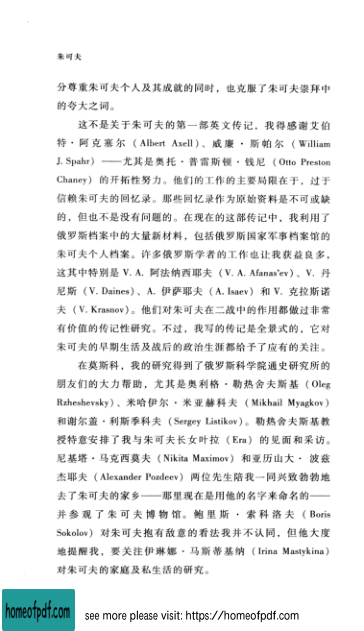 朱可夫
分尊重朱可夫个人及其成就的同时，也克服了朱可夫崇拜中
的夸大之词。
这不是关于朱可夫的第一部英文传记，我得感谢艾伯
特·阿克塞尔（Albert Axell）、威廉·斯帕尔（William
J. Spahr）——尤其是奥托·普雷斯顿·钱尼（Otto Preston
Chaney）的开拓性努力。他们的工作的主要局限在于，过于
信赖朱可夫的回忆录。那些回忆录作为原始资料是不可或缺
的，但也不是没有问题的。在现在的这部传记中，我利用了
俄罗斯档案中的大量新材料，包括俄罗斯国家军事档案馆的
朱可夫个人档案。许多俄罗斯学者的工作也让我获益良多，
这其中特别是 V. A. 阿法纳西耶夫（V. A. Afanas'ev）、V. 丹
尼斯（V. Daines）、A. 伊萨耶夫（A. Isaev）和 V. 克拉斯诺
夫（V. Krasnov）。他们对朱可夫在二战中的作用都做过非常
有价值的传记性研究。不过，我写的传记是全景式的，它对
朱可夫的早期生活及战后的政治生涯都给予了应有的关注。
在莫斯科，我的研究得到了俄罗斯科学院通史研究所的
朋友们的大力帮助，尤其是奥利格·勒热舍夫斯基（Oleg
Rzheshevsky）、米哈伊尔·米亚赫科夫（Mikhail Myagkov）
和谢尔盖·利斯季科夫（Sergey Listikov）。勒热舍夫斯基教
授特意安排了我与朱可夫长女叶拉（Era）的见面和采访。
尼基塔·马克西莫夫（Nikita Maximov）和亚历山大·波兹
杰耶夫（Alexander Pozdeev）两位先生陪我一同兴致勃勃地
去了朱可夫的家乡——那里现在是用他的名字来命名的——
并参观了朱可夫博物馆。鲍里斯·索科洛夫（Boris
Sokolov）对朱可夫抱有敌意的看法我并不认同，但他大度
地提醒我，要关注伊琳娜·马斯蒂基纳（Irina Mastykina）
对朱可夫的家庭及私生活的研究。
homeofpdf.com
see more please visit: https://homeofpdf.com